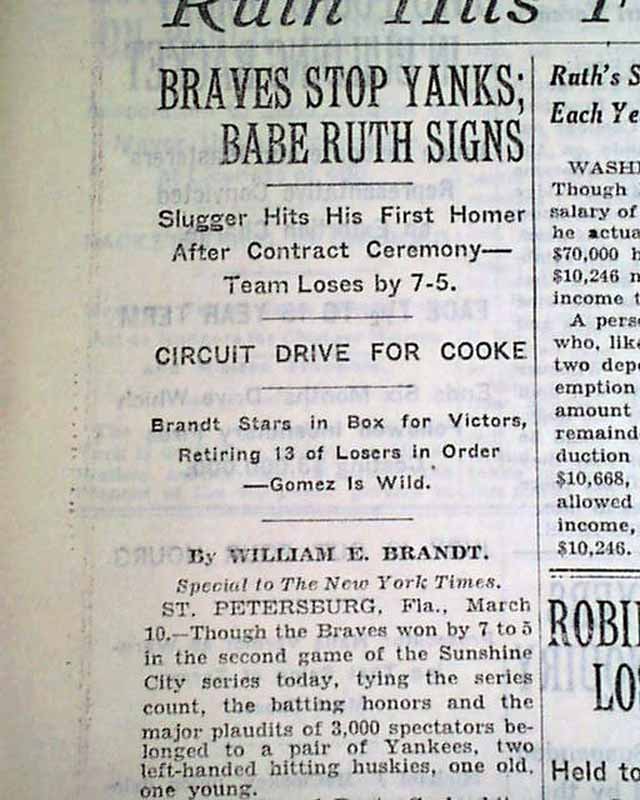 Ruth This
BRAVES STOP YANKS;
BABE RUTH SIGNS
Slugger Hits His First Homer
After Contract Ceremony—
Team Loses by 7-5.
CIRCUIT DRIVE FOR COOKE
Brandt Stars in Box for Victors,
Retiring 13 of Losers in Order
—Gomez Is Wild.
By WILLIAM E. BRANDT.
Special to The New York Times.
ST. PETERSBURG, Fla., March
10.—Though the Braves won by 7 to 5
in the second game of the Sunshine
City series today, tying the series
count, the batting honors and the
major plaudits of 3,000 spectators be-
longed to a pair of Yankees, two
left-handed hitting huskies, one old,
one young.
Ruth's S
Each Ye
WASHI
Though
salary of
he actua
$70,000 h
$10,246 n
income t
A perso
who, like
two depe
emption
amount
remaind
duction
$10,668,
allowed
income,
$10,246.
ROBI
LO
Held to